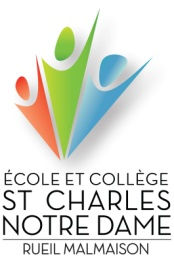 ÉCOLE ET COLLÈGE
ST CHARLES
NOTRE DAME
RUEIL MALMAISON